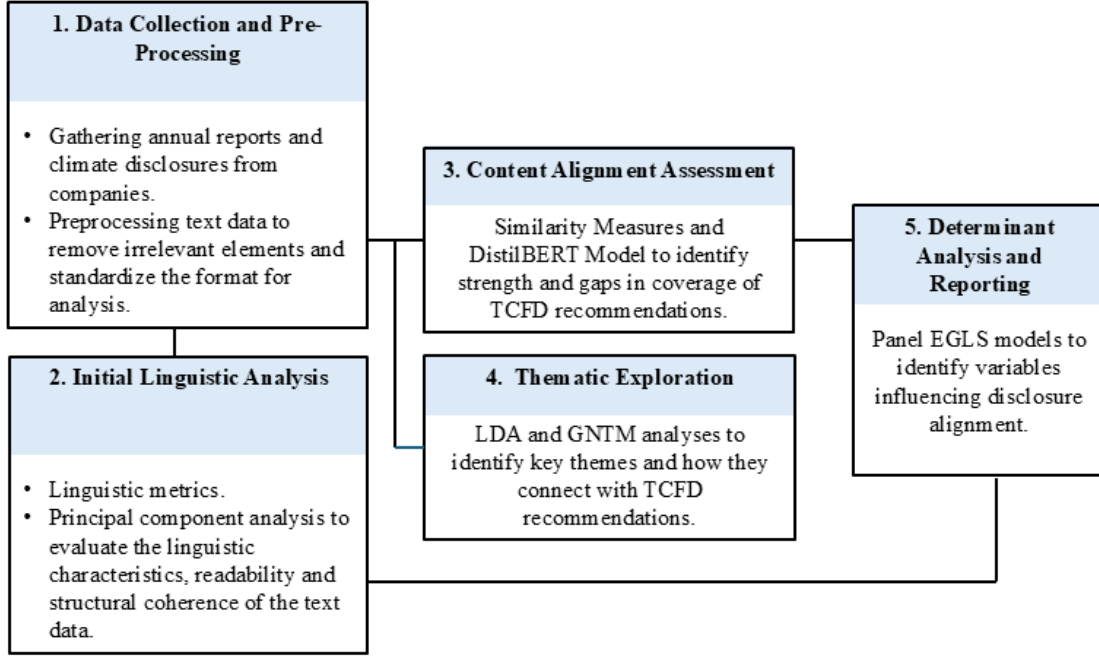 1. Data Collection and Pre-
Processing
• Gathering annual reports and
climate disclosures from
companies.
• Preprocessing text data to
remove irrelevant elements and
standardize the format for
analysis.
2. Initial Linguistic Analysis
• Linguistic metrics.
• Principal component analysis to
evaluate the linguistic
characteristics, readability and
structural coherence of the text
data.
3. Content Alignment Assessment
Similarity Measures and
DistilBERT Model to identify
strength and gaps in coverage of
TCFD recommendations.
4. Thematic Exploration
LDA and GNTM analyses to
identify key themes and how they
connect with TCFD
recommendations.
5. Determinant
Analysis and
Reporting
Panel EGLS models to
identify variables
influencing disclosure
alignment.